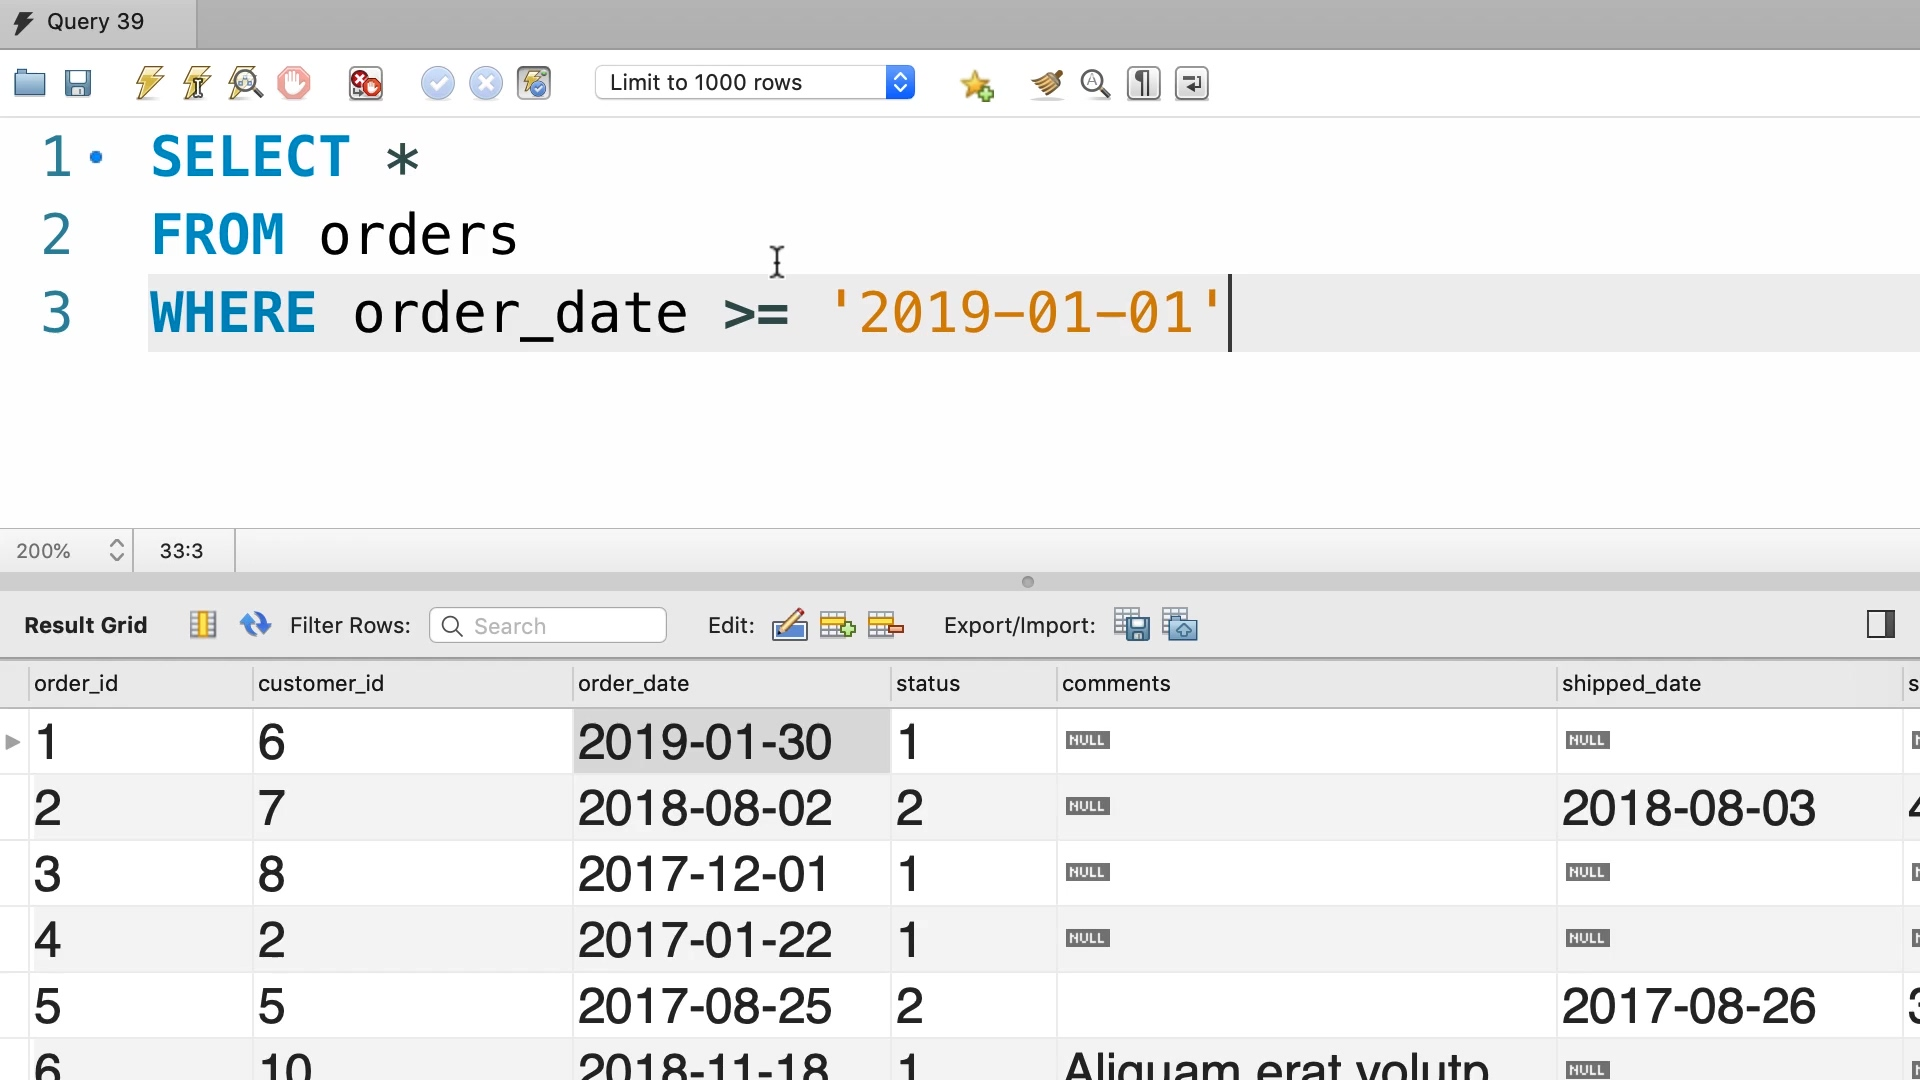 Query 39
Limit to 1000 rows
1 SELECT *
2 FROM orders
3 WHERE order_date >= '2019-01-01'
200% 33:3
Result Grid Filter Rows: Search Edit: Export/Import:
order_id customer_id order_date status comments shipped_date s
1 6 2019-01-30 1 NULL NULL
2 7 2018-08-02 2 NULL 2018-08-03
3 8 2017-12-01 1 NULL NULL
4 2 2017-01-22 1 NULL NULL
5 5 2017-08-25 2 2017-08-26
6 10 2018-11-18 1 Aliquam erat volutp NULL